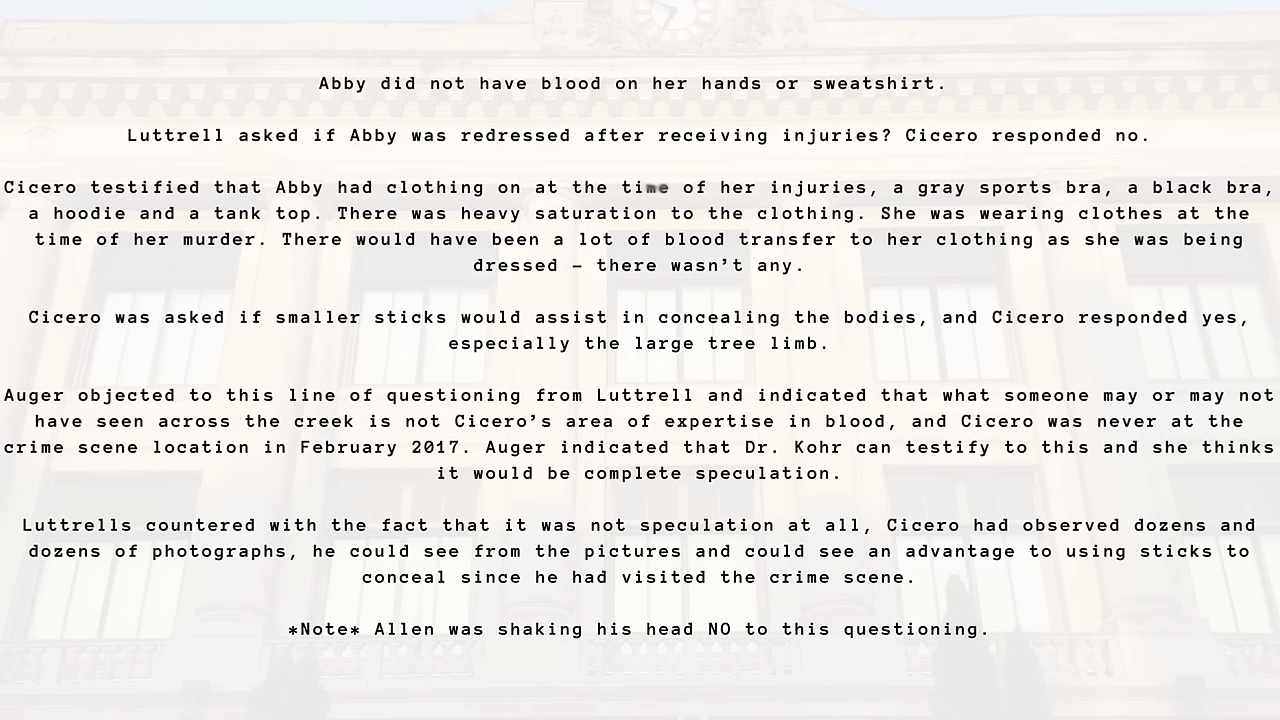 Abby did not have blood on her hands or sweatshirt.
Luttrell asked if Abby was redressed after receiving injuries? Cicero responded no.
Cicero testified that Abby had clothing on at the time of her injuries, a gray sports bra, a black bra,
a hoodie and a tank top. There was heavy saturation to the clothing. She was wearing clothes at the
time of her murder. There would have been a lot of blood transfer to her clothing as she was being
dressed – there wasn’t any.
Cicero was asked if smaller sticks would assist in concealing the bodies, and Cicero responded yes,
especially the large tree limb.
Auger objected to this line of questioning from Luttrell and indicated that what someone may or may not
have seen across the creek is not Cicero’s area of expertise in blood, and Cicero was never at the
crime scene location in February 2017. Auger indicated that Dr. Kohr can testify to this and she thinks
it would be complete speculation.
Luttrells countered with the fact that it was not speculation at all, Cicero had observed dozens and
dozens of photographs, he could see from the pictures and could see an advantage to using sticks to
conceal since he had visited the crime scene.
*Note* Allen was shaking his head NO to this questioning.